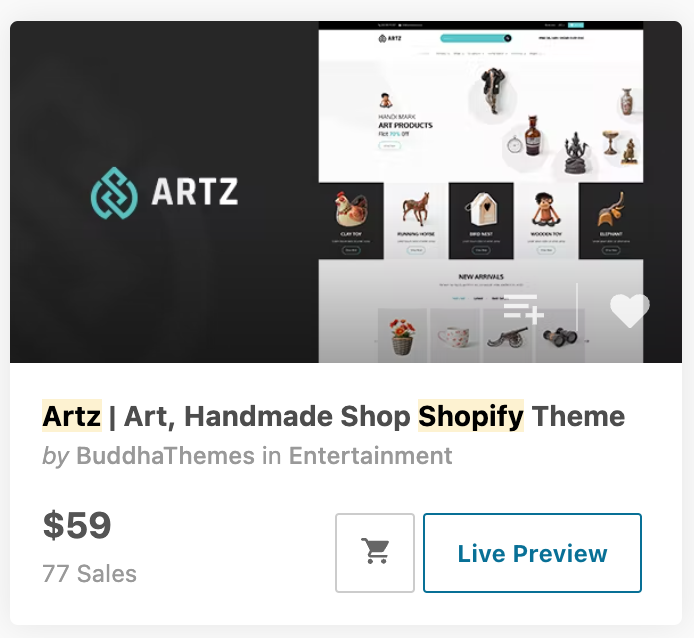 ARTZ
ARTZ
HANDI MARK
ART PRODUCTS
Flat 70% Off
CLAY TOY
RUNNING HORSE
BIRD NEST
WOODEN TOY
ELEPHANT
NEW ARRIVALS
Artz | Art, Handmade Shop Shopify Theme
by BuddhaThemes in Entertainment
$59
77 Sales
Live Preview